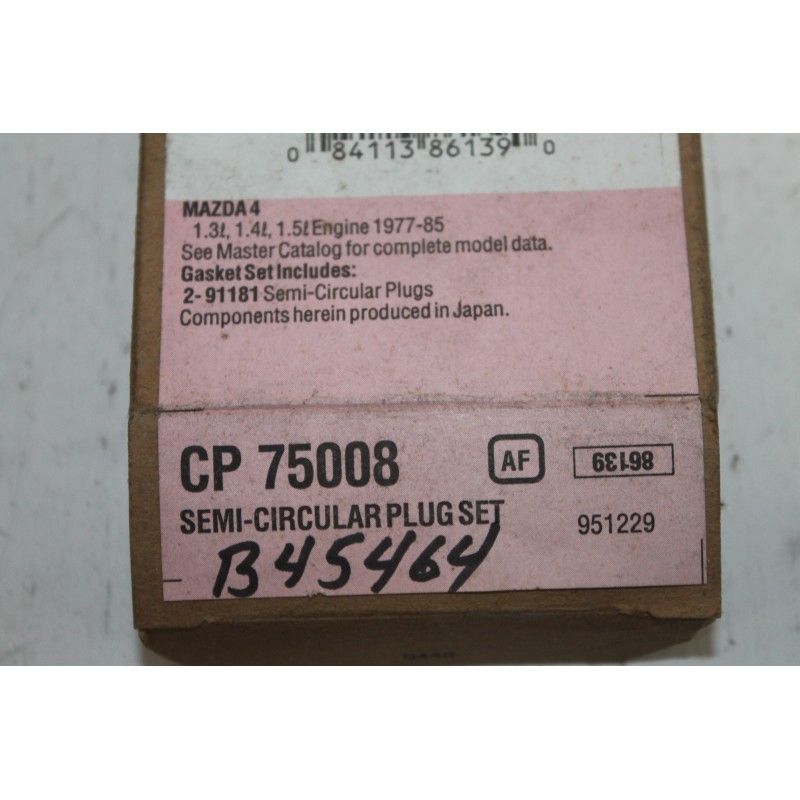 0 84113 86139 0
MAZDA 4
1.3ℓ, 1.4ℓ, 1.5ℓ Engine 1977-85
See Master Catalog for complete model data.
Gasket Set Includes:
2- 91181 Semi-Circular Plugs
Components herein produced in Japan.
CP 75008
AF
86139
SEMI-CIRCULAR PLUG SET
951229
B45464